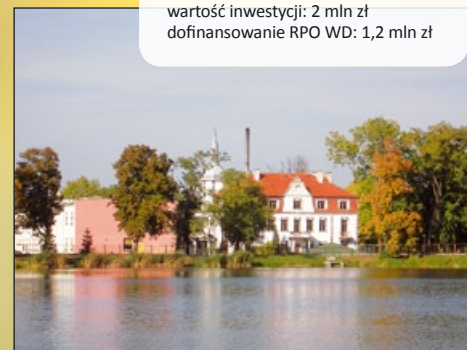 wartość inwestycji: 2 mln zł
dofinansowanie RPO WD: 1,2 mln zł